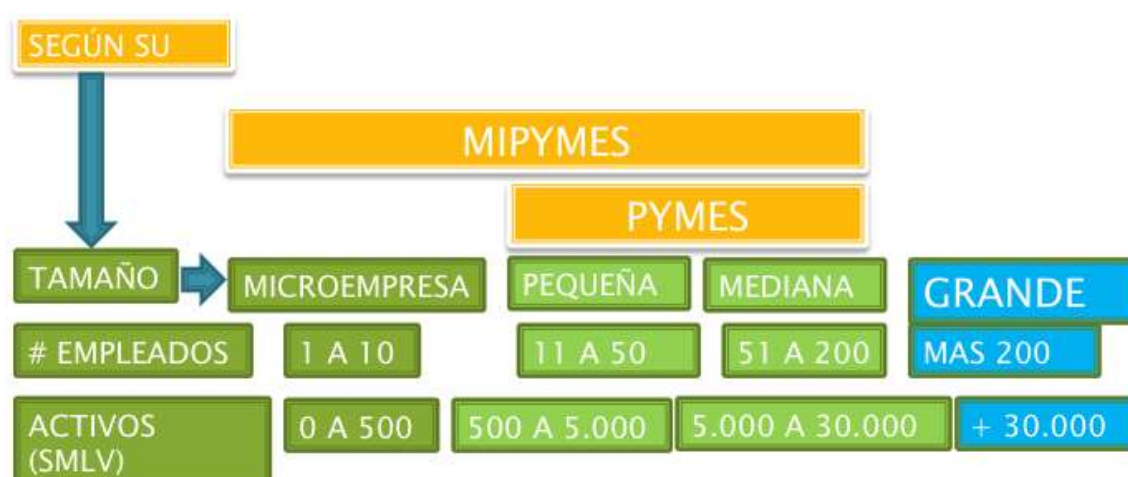 SEGÚN SU
MIPYMES
PYMES
TAMAÑO
MICROEMPRESA
PEQUEÑA
MEDIANA
GRANDE
# EMPLEADOS
1 A 10
11 A 50
51 A 200
MAS 200
ACTIVOS
(SMLV)
0 A 500
500 A 5.000
5.000 A 30.000
+ 30.000